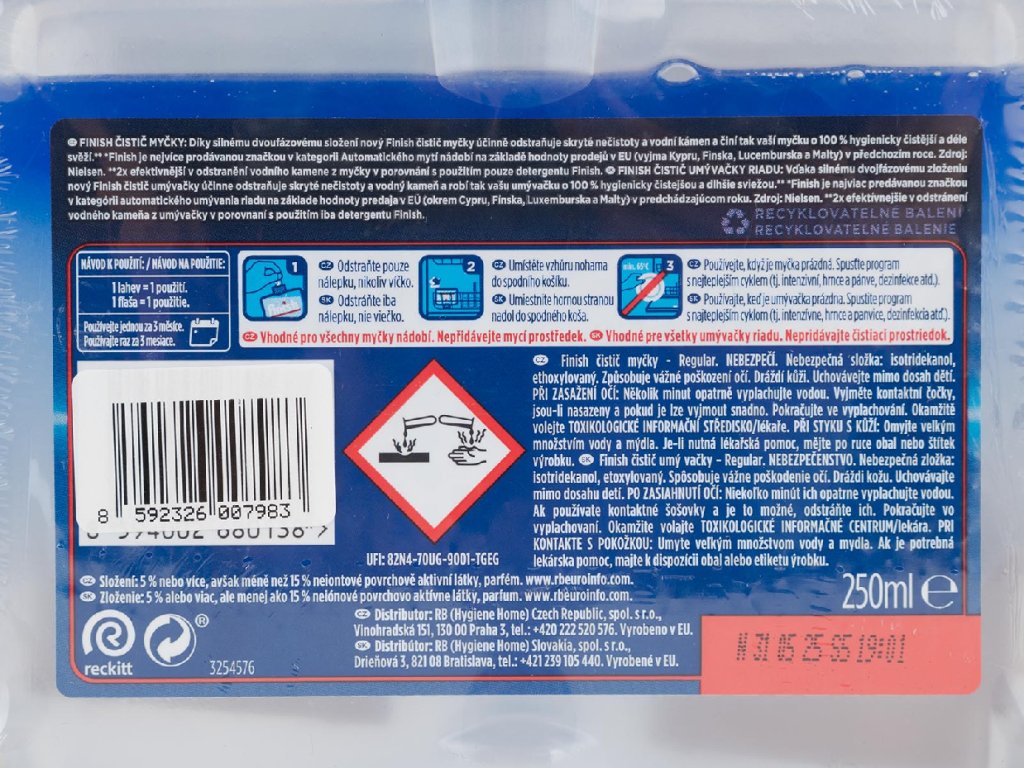 CZ FINISH ČISTIČ MYČKY: Díky silnému dvoufázovému složení nový Finish čistič myčky účinně odstraňuje skryté nečistoty a vodní kámen a činí tak vaší myčku o 100 % hygienicky čistější a déle
svěží.** *Finish je nejvíce prodávanou značkou v kategorii Automatického mytí nádobí na základě hodnoty prodejů v EU (vyjma Kypru, Finska, Lucemburska a Malty) v předchozím roce. Zdroj:
Nielsen. **2x efektivnější v odstranění vodního kamene z myčky v porovnání s použitím pouze detergentu Finish. SK FINISH ČISTIČ UMÝVAČKY RIADU: Vďaka silnému dvojfázovému zloženiu
nový Finish čistič umývačky účinne odstraňuje skryté nečistoty a vodný kameň a robí tak vašu umývačku o 100 % hygienicky čistejšou a dlhšie sviežou.** *Finish je najviac predávanou značkou
v kategórii automatického umývania riadu na základe hodnoty predaja v EÚ (okrem Cypru, Fínska, Luxemburska a Malty) v predchádzajúcom roku. Zdroj: Nielsen. **2x efektívnejšie v odstránení
vodného kameňa z umývačky v porovnaní s použitím iba detergentu Finish.
RECYKLOVATELNÉ BALENÍ
RECYKLOVATEĽNÉ BALENIE
NÁVOD K POUŽITÍ: / NÁVOD NA POUŽITIE:
1 lahev = 1 použití.
1 fľaša = 1 použitie.
Používejte jednou za 3 měsíce.
Používajte raz za 3 mesiace.
1
CZ Odstraňte pouze
nálepku, nikoliv víčko.
SK Odstráňte iba
nálepku, nie viečko.
2
CZ Umístěte vzhůru nohama
do spodního košíku.
SK Umiestnite hornou stranou
nadol do spodného koša.
min. 65°C
3
CZ Používejte, když je myčka prázdná. Spusťte program
s nejteplejším cyklem (tj. intenzivní, hrnce a pánve, dezinfekce atd.).
SK Používajte, keď je umývačka prázdna. Spustite program
s najteplejším cyklom (tj. intenzívne, hrnce a panvice, dezinfekcia atď.).
CZ Vhodné pro všechny myčky nádobí. Nepřidávejte mycí prostředek. SK Vhodné pre všetky umývačky riadu. Nepridávajte čistiaci prostriedok.
CZ Finish čistič myčky - Regular. NEBEZPEČÍ. Nebezpečná složka: isotridekanol,
ethoxylovaný. Způsobuje vážné poškození očí. Dráždí kůži. Uchovávejte mimo dosah dětí.
PŘI ZASAŽENÍ OČÍ: Několik minut opatrně vyplachujte vodou. Vyjměte kontaktní čočky,
jsou-li nasazeny a pokud je lze vyjmout snadno. Pokračujte ve vyplachování. Okamžitě
volejte TOXIKOLOGICKÉ INFORMAČNÍ STŘEDISKO/lékaře. PŘI STYKU S KŮŽÍ: Omyjte velkým
množstvím vody a mýdla. Je-li nutná lékařská pomoc, mějte po ruce obal nebo štítek
výrobku. SK Finish čistič umý vačky - Regular. NEBEZPEČENSTVO. Nebezpečná zložka:
isotridekanol, etoxylovaný. Spôsobuje vážne poškodenie očí. Dráždi kožu. Uchovávajte
mimo dosahu detí. PO ZASIAHNUTÍ OČÍ: Niekoľko minút ich opatrne vyplachujte vodou.
Ak používate kontaktné šošovky a je to možné, odstráňte ich. Pokračujte vo
vyplachovaní. Okamžite volajte TOXIKOLOGICKÉ INFORMAČNÉ CENTRUM/lekára. PRI
KONTAKTE S POKOŽKOU: Umyte veľkým množstvom vody a mydla. Ak je potrebná
lekárska pomoc, majte k dispozícii obal alebo etiketu výrobku.
8 592326 007983
UFI: 82N4-70U6-90D1-TGEG
CZ Složení: 5 % nebo více, avšak méně než 15 % neiontové povrchově aktivní látky, parfém. www.rbeuroinfo.com.
SK Zloženie: 5 % alebo viac, ale menej ako 15 % neiónové povrchovo aktívne látky, parfum. www.rbeuroinfo.com.
250ml e
reckitt
®
3254576
CZ Distributor: RB (Hygiene Home) Czech Republic, spol. s r.o.,
Vinohradská 151, 130 00 Praha 3, tel.: +420 222 520 576. Vyrobeno v EU.
SK Distribútor: RB (Hygiene Home) Slovakia, spol. s r.o.,
Drieňová 3, 821 08 Bratislava, tel.: +421 239 105 440. Vyrobené v EÚ.
19:01